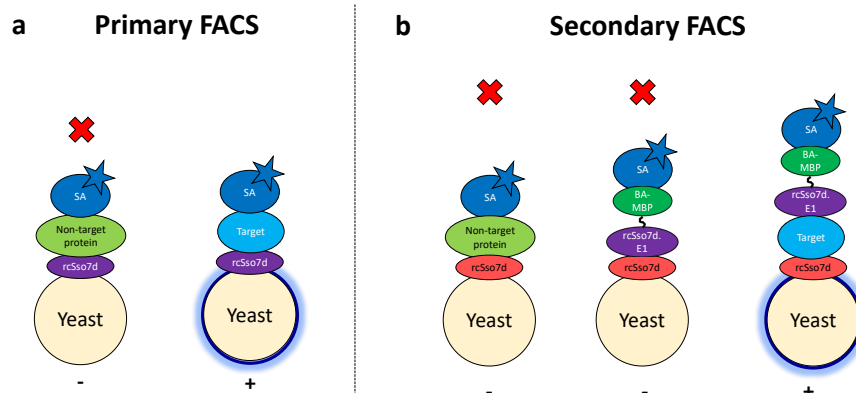 a Primary FACS
SA
Non-target
protein
rcSso7d
Yeast
-
SA
Target
rcSso7d
Yeast
+
b Secondary FACS
SA
Non-target
protein
rcSso7d
Yeast
-
SA
BA-
MBP
rcSso7d.
E1
rcSso7d
Yeast
-
SA
BA-
MBP
rcSso7d.
E1
Target
rcSso7d
Yeast
+